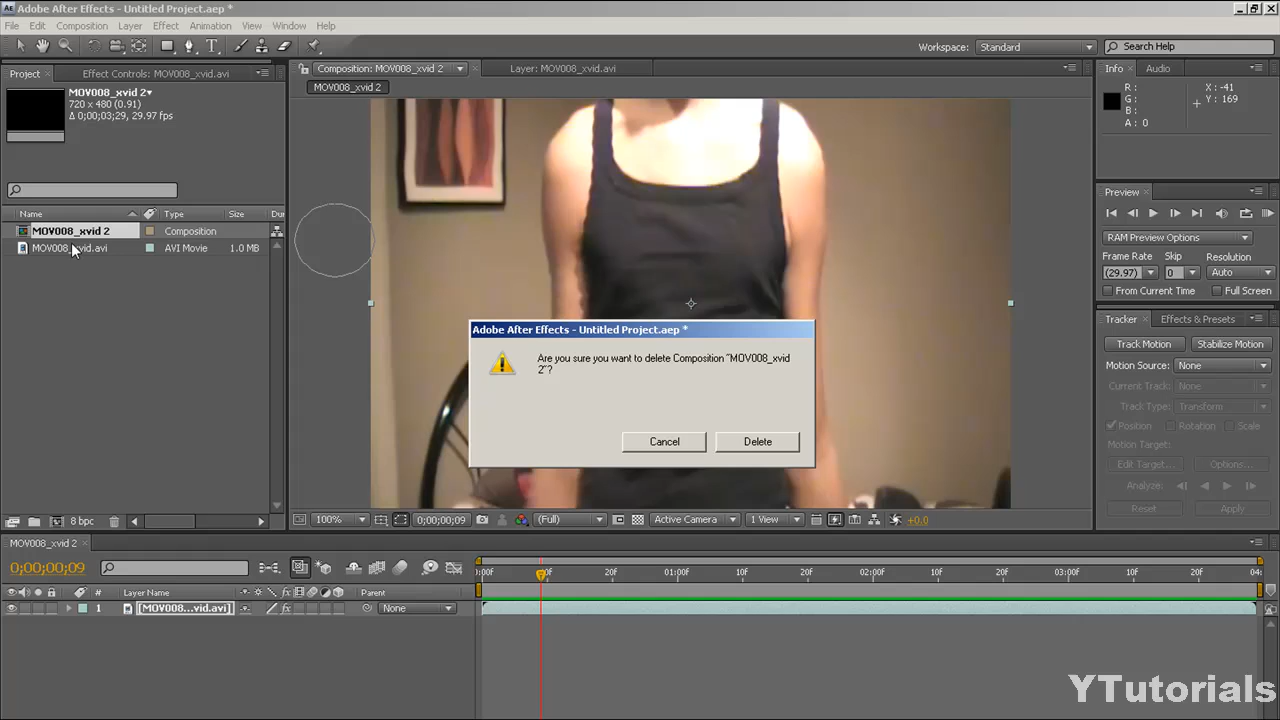 Adobe After Effects - Untitled Project.aep *
File Edit Composition Layer Effect Animation View Window Help
Workspace: Standard Search Help
Project Effect Controls: MOV008_xvid.avi
MOV008_xvid 2
720 x 480 (0.91)
Δ 0;00;03;29, 29.97 fps
Name Type Size Du
MOV008_xvid 2 Composition
MOV008_xvid.avi AVI Movie 1.0 MB
8 bpc
Composition: MOV008_xvid 2 Layer: MOV008_xvid.avi
MOV008_xvid 2
Adobe After Effects - Untitled Project.aep *
Are you sure you want to delete Composition "MOV008_xvid
2"?
Cancel Delete
100% 0;00;00;09 (Full) Active Camera 1 View +0.0
Info Audio
R : X : -41
G : Y : 169
B :
A : 0
Preview
RAM Preview Options
Frame Rate Skip Resolution
(29.97) 0 Auto
From Current Time Full Screen
Tracker Effects & Presets
Track Motion Stabilize Motion
Motion Source: None
Current Track: None
Track Type: Transform
Position Rotation Scale
Motion Target:
Edit Target... Options...
Analyze:
Reset Apply
MOV008_xvid 2
0;00;00;09
:00f 0f 20f 01:00f 10f 20f 02:00f 10f 20f 03:00f 10f 20f 04:
# Layer Name Parent
1 [MOV008...vid.avi] None
YTutorials